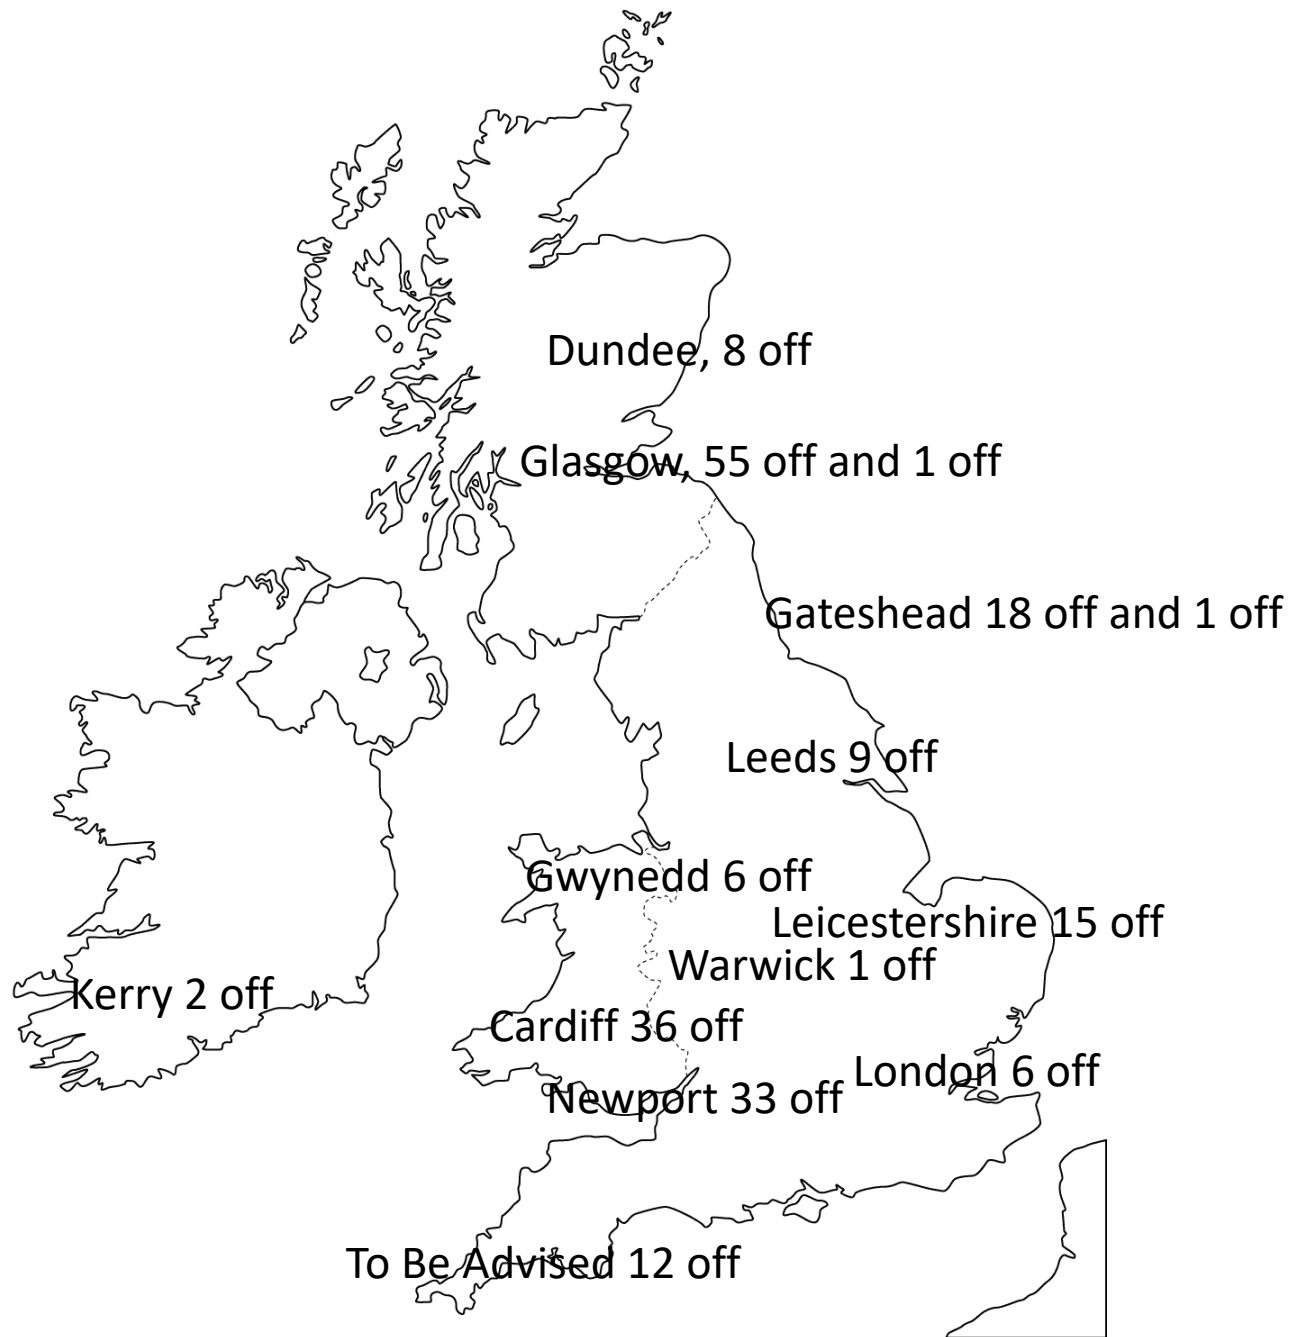 Dundee, 8 off
Glasgow, 55 off and 1 off
Gateshead 18 off and 1 off
Leeds 9 off
Gwynedd 6 off
Leicestershire 15 off
Warwick 1 off
Kerry 2 off
Cardiff 36 off
London 6 off
Newport 33 off
To Be Advised 12 off